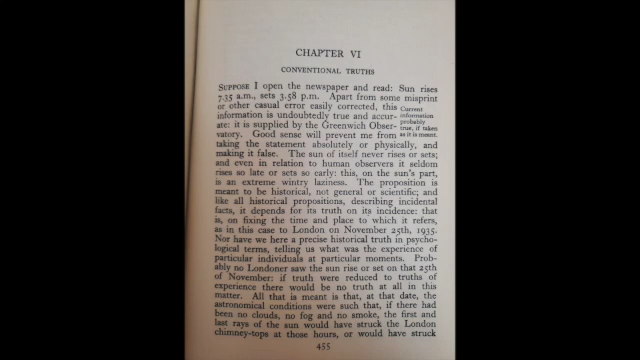 CHAPTER VI
CONVENTIONAL TRUTHS
SUPPOSE I open the newspaper and read: Sun rises
7.35 a.m., sets 3.58 p.m. Apart from some misprint
or other casual error easily corrected, this
information is undoubtedly true and accur-
ate: it is supplied by the Greenwich Obser-
vatory. Good sense will prevent me from
Current
information
probably
true, if taken
as it is meant.
taking the statement absolutely or physically, and
making it false. The sun of itself never rises or sets;
and even in relation to human observers it seldom
rises so late or sets so early: this, on the sun's part,
is an extreme wintry laziness. The proposition is
meant to be historical, not general or scientific; and
like all historical propositions, describing incidental
facts, it depends for its truth on its incidence: that
is, on fixing the time and place to which it refers,
as in this case to London on November 25th, 1935.
Nor have we here a precise historical truth in psycho-
logical terms, telling us what was the experience of
particular individuals at particular moments. Prob-
ably no Londoner saw the sun rise or set on that 25th
of November: if truth were reduced to truths of
experience there would be no truth at all in this
matter. All that is meant is that, at that date, the
astronomical conditions were such that, if there had
been no clouds, no fog and no smoke, the first and
last rays of the sun would have struck the London
chimney-tops at those hours, or would have struck
455